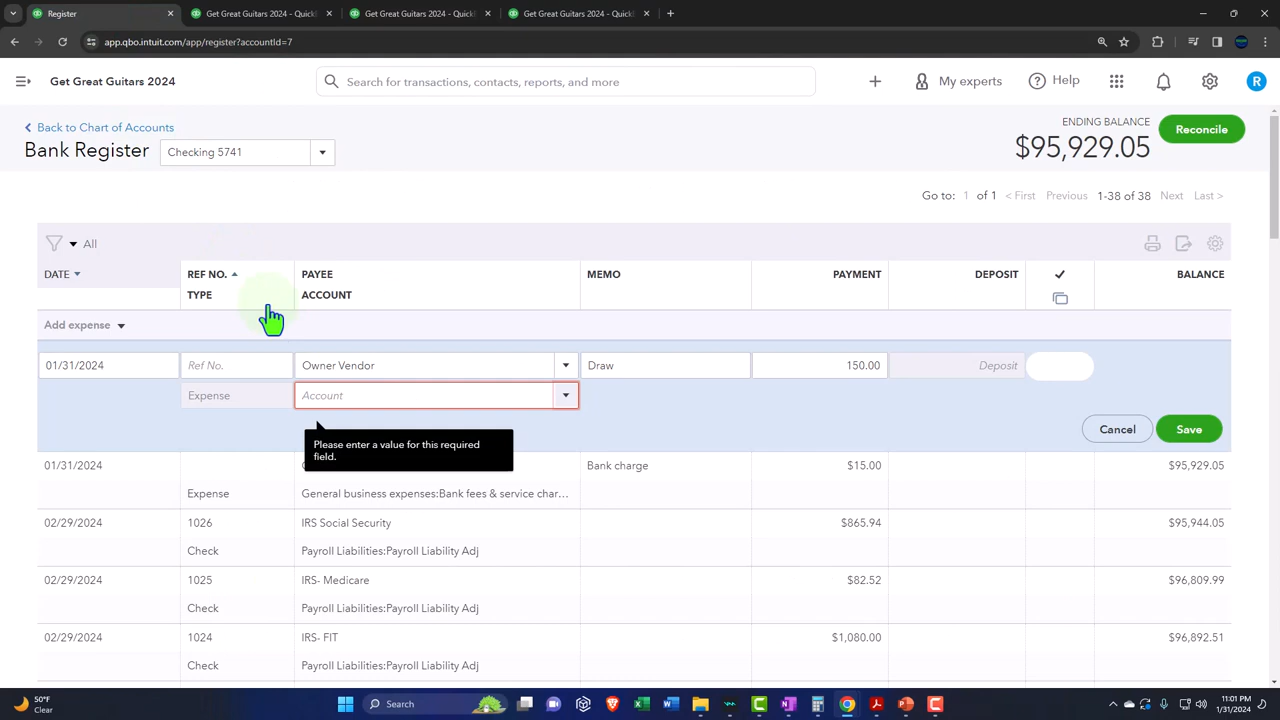 Register
Get Great Guitars 2024 - QuickB
Get Great Guitars 2024 - QuickB
Get Great Guitars 2024 - QuickB
app.qbo.intuit.com/app/register?accountId=7
Get Great Guitars 2024
Search for transactions, contacts, reports, and more
My experts
Help
R
Back to Chart of Accounts
Bank Register
Checking 5741
ENDING BALANCE
$95,929.05
Reconcile
Go to: 1 of 1 < First Previous 1-38 of 38 Next Last >
All
DATE REF NO. PAYEE MEMO PAYMENT DEPOSIT BALANCE
TYPE ACCOUNT
Add expense
01/31/2024 Ref No. Owner Vendor Draw 150.00 Deposit
Expense Account
Cancel Save
Please enter a value for this required
field.
01/31/2024 Bank charge $15.00 $95,929.05
Expense General business expenses:Bank fees & service char...
02/29/2024 1026 IRS Social Security $865.94 $95,944.05
Check Payroll Liabilities:Payroll Liability Adj
02/29/2024 1025 IRS- Medicare $82.52 $96,809.99
Check Payroll Liabilities:Payroll Liability Adj
02/29/2024 1024 IRS- FIT $1,080.00 $96,892.51
Check Payroll Liabilities:Payroll Liability Adj
50°F
Clear
Search
11:01 PM
1/31/2024